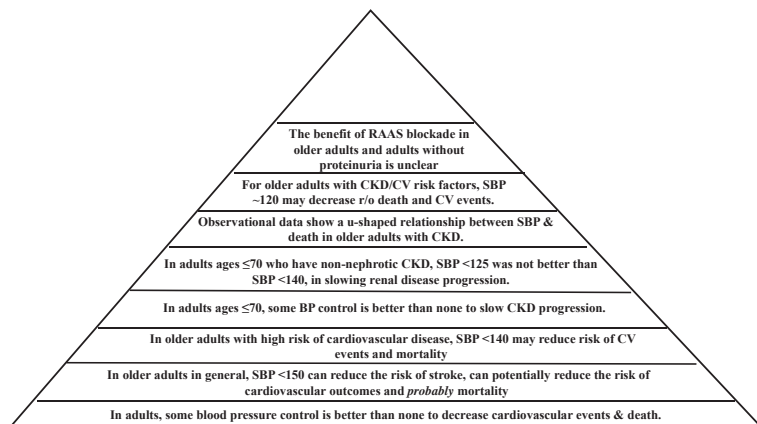 The benefit of RAAS blockade in
older adults and adults without
proteinuria is unclear
For older adults with CKD/CV risk factors, SBP
~120 may decrease r/o death and CV events.
Observational data show a u-shaped relationship between SBP &
death in older adults with CKD.
In adults ages ≤70 who have non-nephrotic CKD, SBP <125 was not better than
SBP <140, in slowing renal disease progression.
In adults ages ≤70, some BP control is better than none to slow CKD progression.
In older adults with high risk of cardiovascular disease, SBP <140 may reduce risk of CV
events and mortality
In older adults in general, SBP <150 can reduce the risk of stroke, can potentially reduce the risk of
cardiovascular outcomes and probably mortality
In adults, some blood pressure control is better than none to decrease cardiovascular events & death.